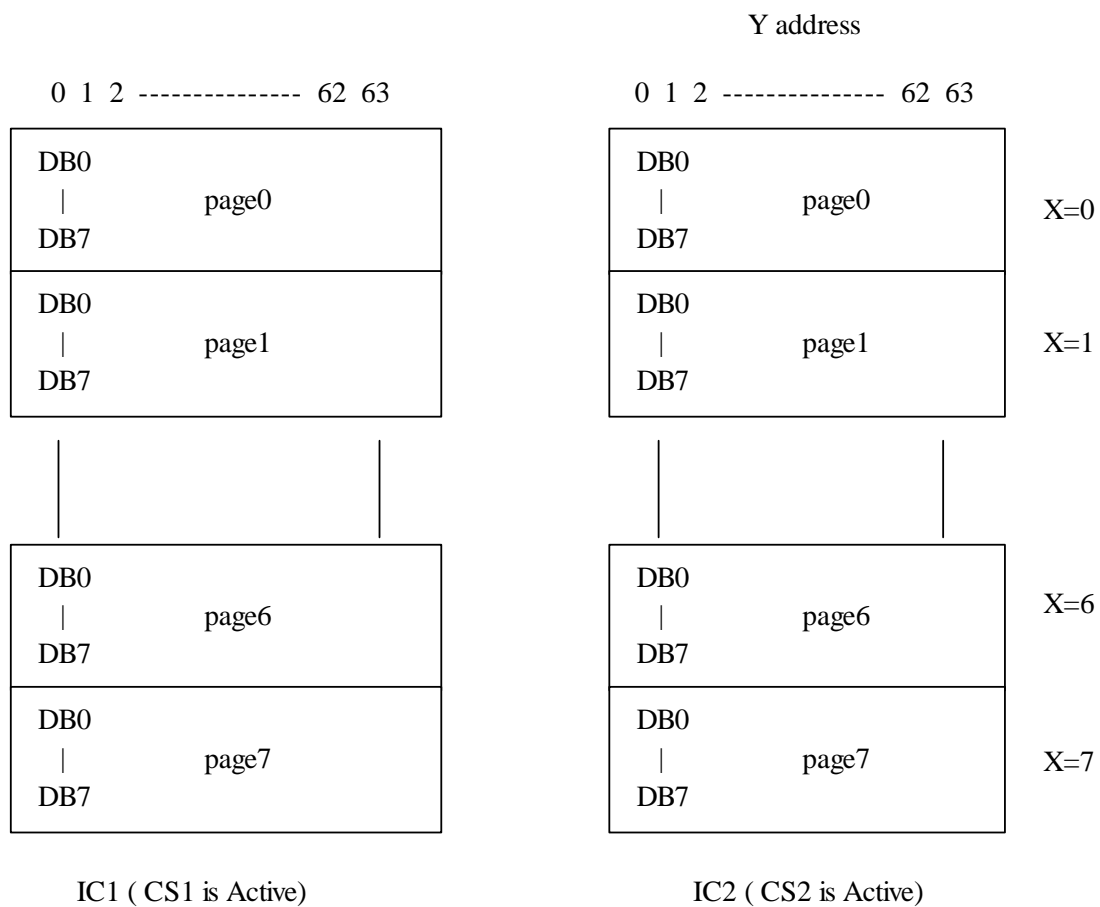 Y address
0 1 2 --------------- 62 63
0 1 2 --------------- 62 63
DB0
|
DB7
page0
DB0
|
DB7
page0
X=0
DB0
|
DB7
page1
DB0
|
DB7
page1
X=1
DB0
|
DB7
page6
DB0
|
DB7
page6
X=6
DB0
|
DB7
page7
DB0
|
DB7
page7
X=7
IC1 ( CS1 is Active)
IC2 ( CS2 is Active)